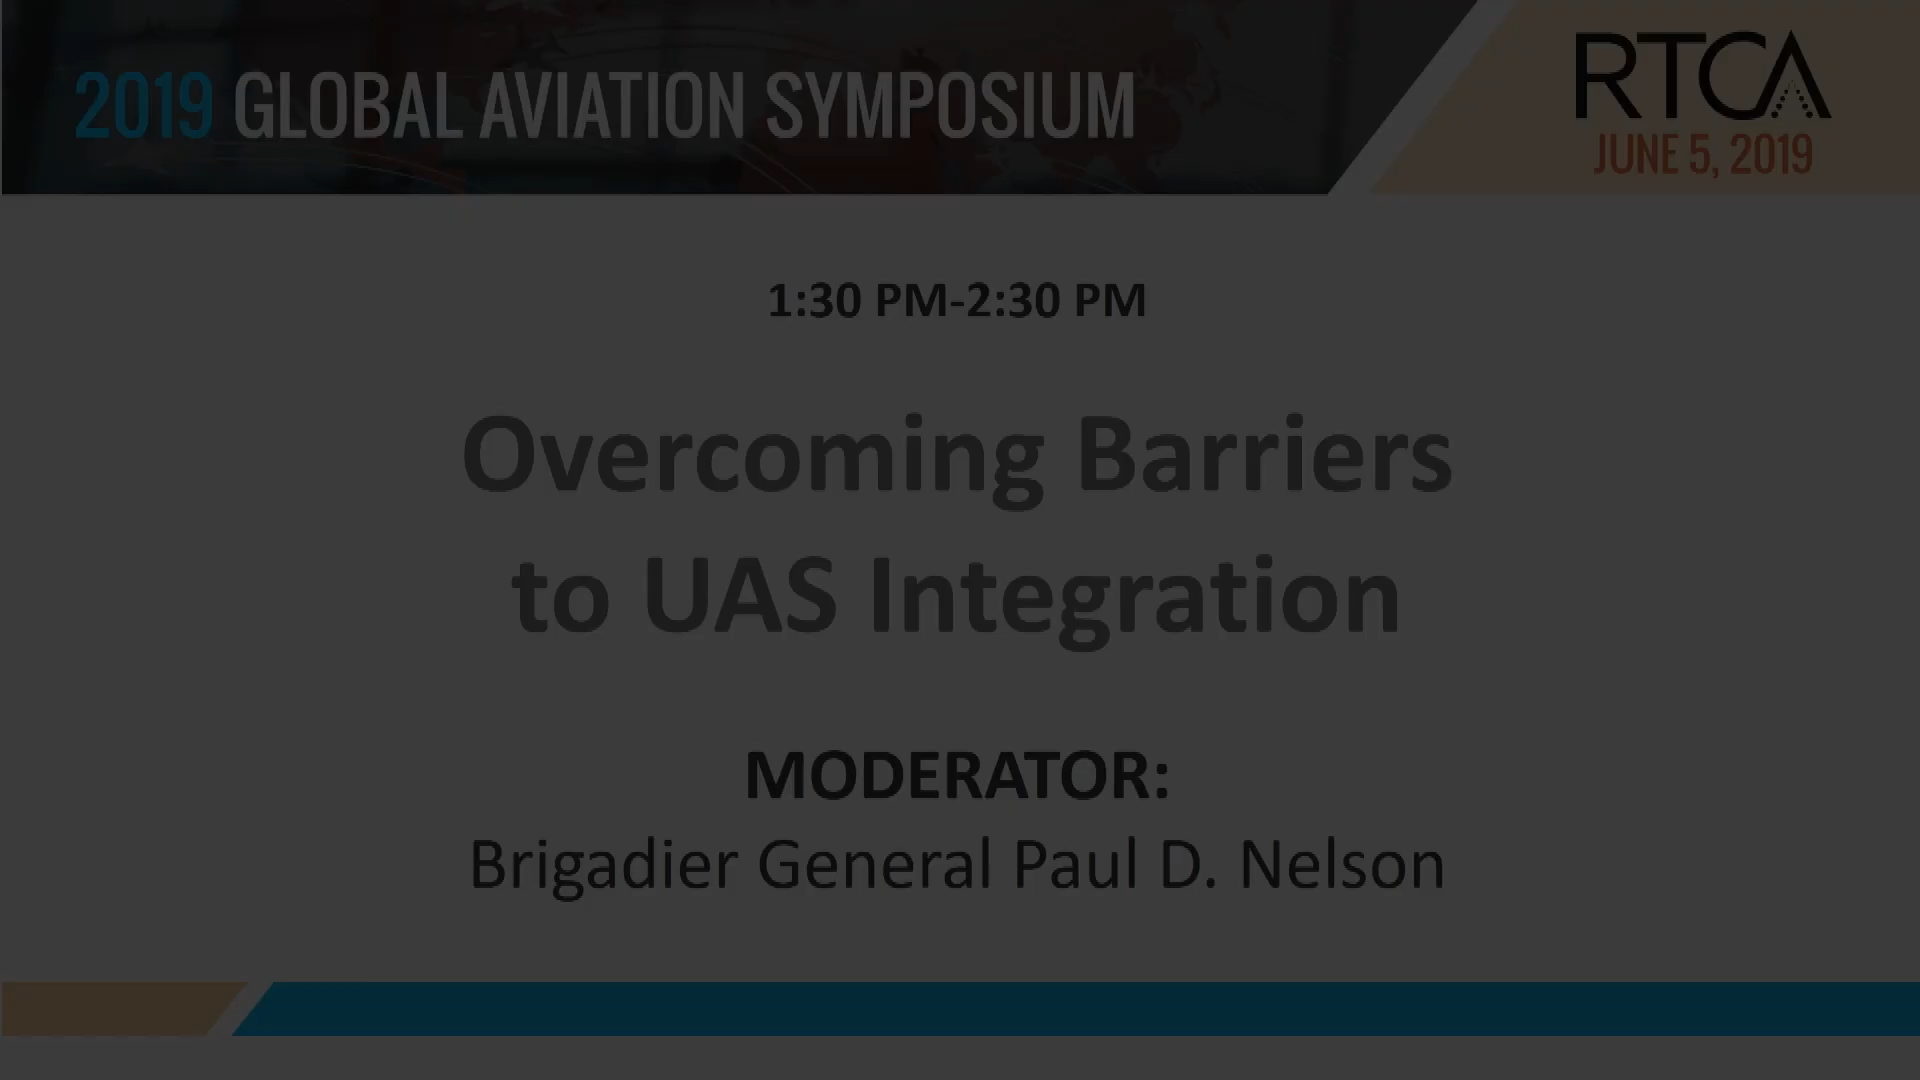 2019 GLOBAL AVIATION SYMPOSIUM
RTCA
JUNE 5, 2019
1:30 PM-2:30 PM
Overcoming Barriers
to UAS Integration
MODERATOR:
Brigadier General Paul D. Nelson